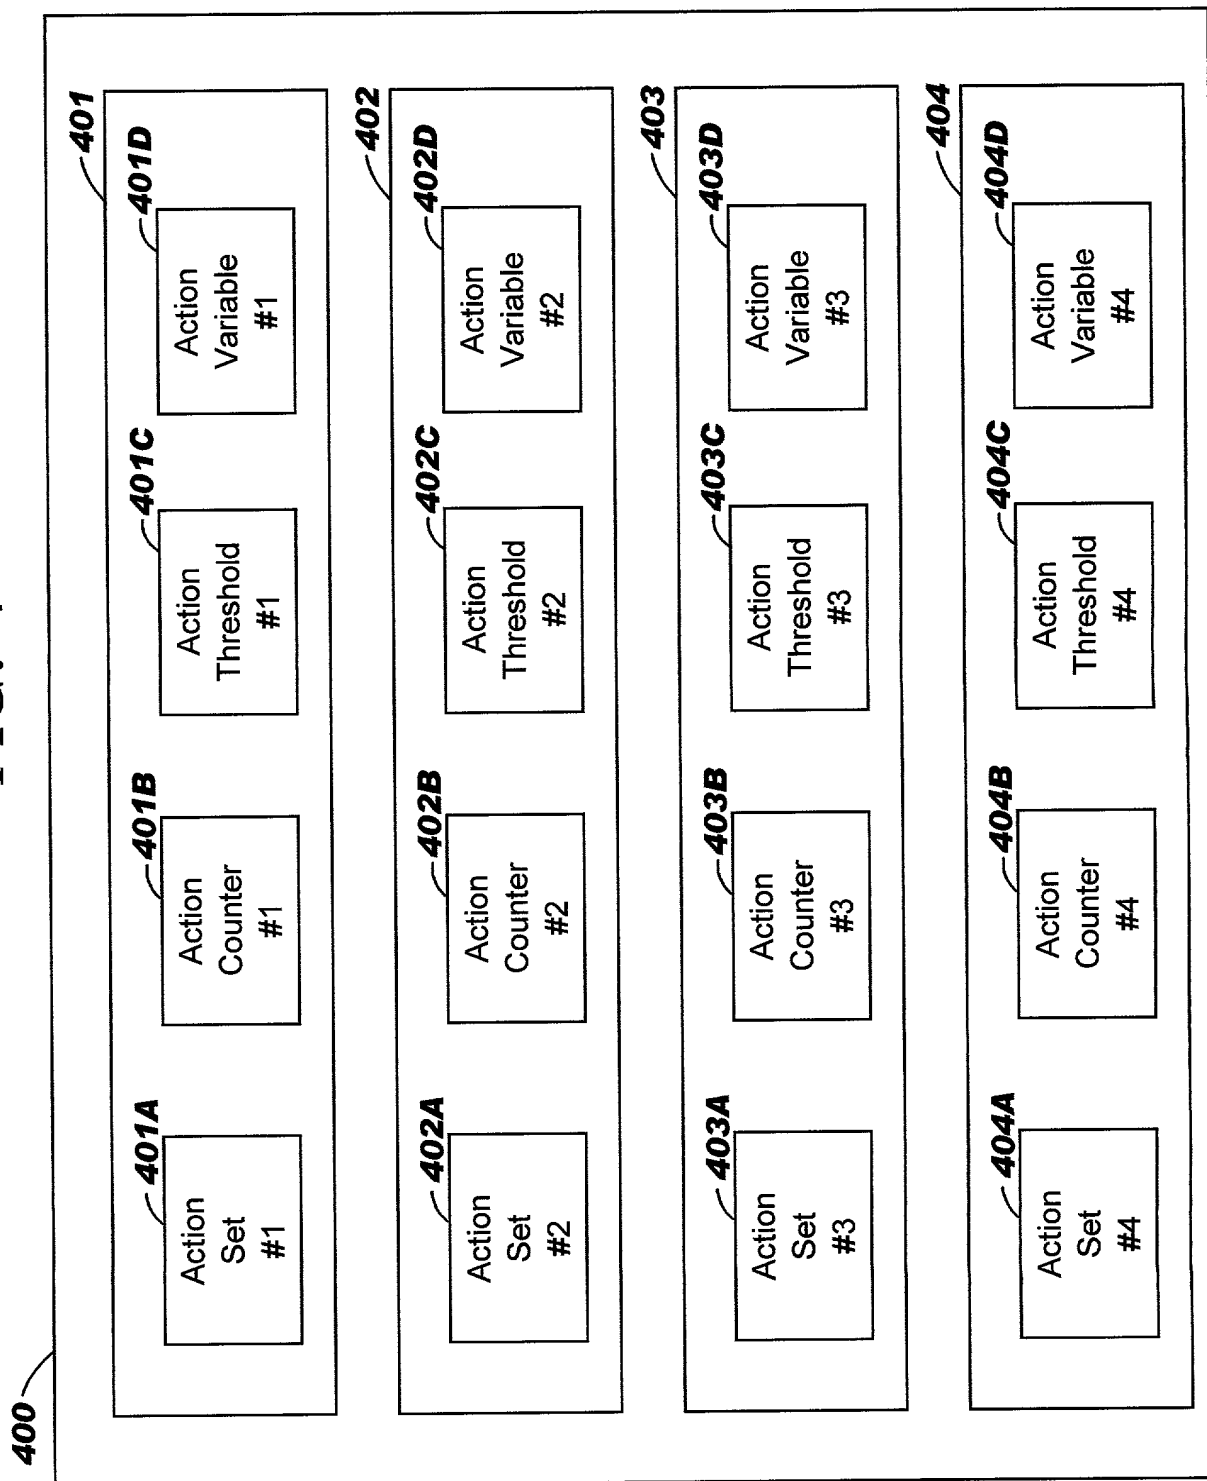 400
401
401A
Action
Set
#1
401B
Action
Counter
#1
401C
Action
Threshold
#1
401D
Action
Variable
#1
402
402A
Action
Set
#2
402B
Action
Counter
#2
402C
Action
Threshold
#2
402D
Action
Variable
#2
403
403A
Action
Set
#3
403B
Action
Counter
#3
403C
Action
Threshold
#3
403D
Action
Variable
#3
404
404A
Action
Set
#4
404B
Action
Counter
#4
404C
Action
Threshold
#4
404D
Action
Variable
#4